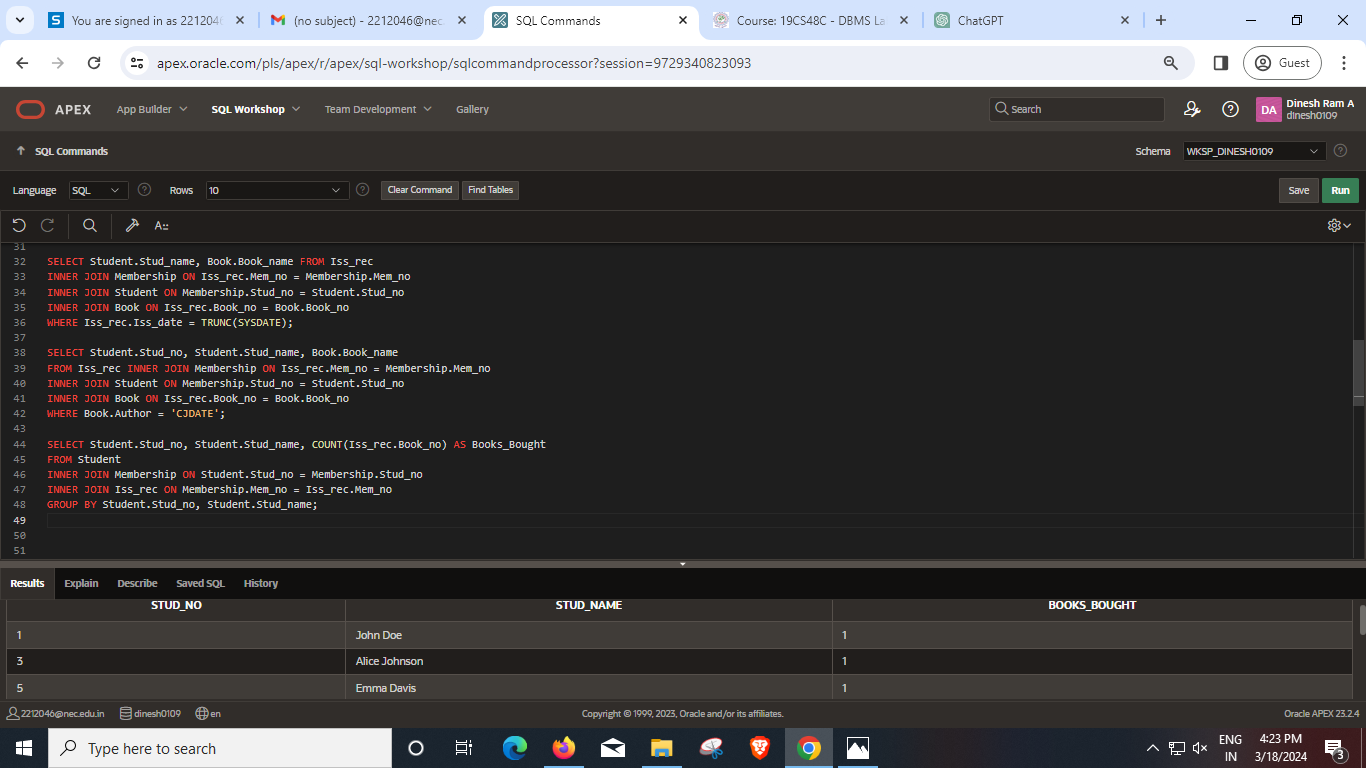 You are signed in as 22120
(no subject) - 2212046@nec.
SQL Commands
Course: 19CS48C - DBMS La
ChatGPT
apex.oracle.com/pls/apex/r/apex/sql-workshop/sqlcommandprocessor?session=9729340823093
Guest
APEX
App Builder
SQL Workshop
Team Development
Gallery
Search
DA
Dinesh Ram A
dinesh0109
SQL Commands
Schema
WKSP_DINESH0109
Language
SQL
Rows
10
Clear Command
Find Tables
Save
Run
31
32 SELECT Student.Stud_name, Book.Book_name FROM Iss_rec
33 INNER JOIN Membership ON Iss_rec.Mem_no = Membership.Mem_no
34 INNER JOIN Student ON Membership.Stud_no = Student.Stud_no
35 INNER JOIN Book ON Iss_rec.Book_no = Book.Book_no
36 WHERE Iss_rec.Iss_date = TRUNC(SYSDATE);
37
38 SELECT Student.Stud_no, Student.Stud_name, Book.Book_name
39 FROM Iss_rec INNER JOIN Membership ON Iss_rec.Mem_no = Membership.Mem_no
40 INNER JOIN Student ON Membership.Stud_no = Student.Stud_no
41 INNER JOIN Book ON Iss_rec.Book_no = Book.Book_no
42 WHERE Book.Author = 'CJDATE';
43
44 SELECT Student.Stud_no, Student.Stud_name, COUNT(Iss_rec.Book_no) AS Books_Bought
45 FROM Student
46 INNER JOIN Membership ON Student.Stud_no = Membership.Stud_no
47 INNER JOIN Iss_rec ON Membership.Mem_no = Iss_rec.Mem_no
48 GROUP BY Student.Stud_no, Student.Stud_name;
49
50
51
Results
Explain
Describe
Saved SQL
History
STUD_NO STUD_NAME BOOKS_BOUGHT
1 John Doe 1
3 Alice Johnson 1
5 Emma Davis 1
2212046@nec.edu.in
dinesh0109
en
Copyright © 1999, 2023, Oracle and/or its affiliates.
Oracle APEX 23.2.4
Type here to search
ENG
IN
4:23 PM
3/18/2024
3